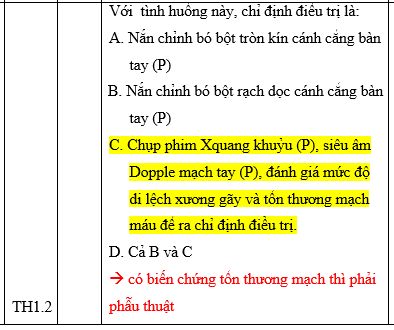 Với tình huông này, chỉ định điêu trị là:
A. Nắn chỉnh bó bột tròn kín cánh cẳng bàn
tay (P)
B. Nắn chỉnh bó bột rạch dọc cánh cẳng bàn
tay (P)
C. Chụp phim Xquang khuỷu (P), siêu âm
Dopple mạch tay (P), đánh giá mức độ
di lệch xương gãy và tổn thương mạch
máu để ra chỉ định điều trị.
D. Cả B và C
→ có biến chứng tổn thương mạch thì phải
TH1.2 phẫu thuật